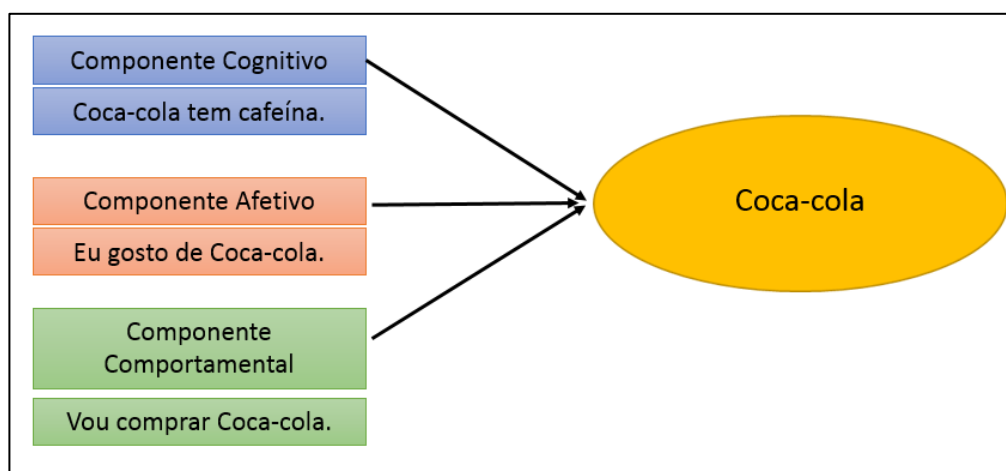 Componente Cognitivo
Coca-cola tem cafeína.
Componente Afetivo
Eu gosto de Coca-cola.
Componente
Comportamental
Vou comprar Coca-cola.
Coca-cola